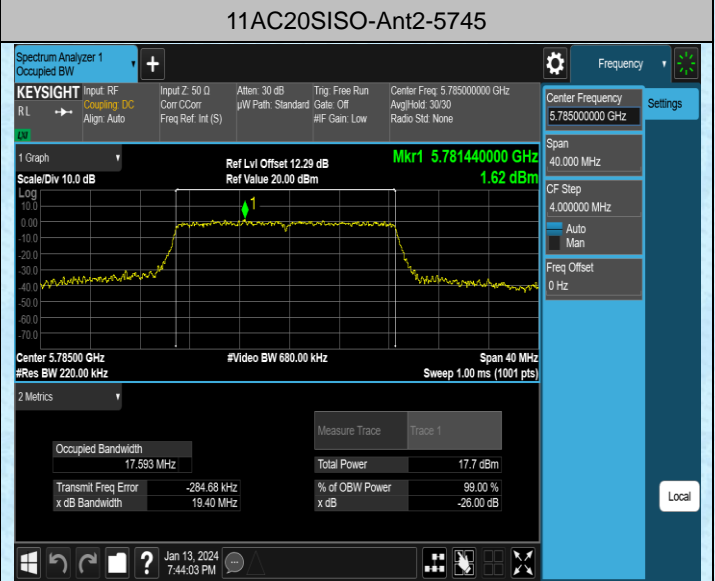 11AC20SISO-Ant2-5745
Spectrum Analyzer 1
Occupied BW
Frequency
KEYSIGHT
RL
LXI
Input: RF
Coupling: DC
Align: Auto
Input Z: 50 Ω
Corr CCorr
Freq Ref: Int (S)
Atten: 30 dB
µW Path: Standard
Trig: Free Run
Gate: Off
#IF Gain: Low
Center Freq: 5.785000000 GHz
Avg|Hold: 30/30
Radio Std: None
Center Frequency
5.785000000 GHz
Settings
Span
40.000 MHz
CF Step
4.000000 MHz
Auto
Man
Freq Offset
0 Hz
1 Graph
Ref Lvl Offset 12.29 dB
Mkr1 5.781440000 GHz
Scale/Div 10.0 dB
Ref Value 20.00 dBm
1.62 dBm
Log
10.0
0.00
-10.0
-20.0
-30.0
-40.0
-50.0
-60.0
-70.0
1
Center 5.78500 GHz
#Video BW 680.00 kHz
Span 40 MHz
#Res BW 220.00 kHz
Sweep 1.00 ms (1001 pts)
2 Metrics
Measure Trace Trace 1
Occupied Bandwidth
17.593 MHz
Total Power 17.7 dBm
Transmit Freq Error -284.68 kHz
% of OBW Power 99.00 %
x dB Bandwidth 19.40 MHz
x dB -26.00 dB
Local
?
Jan 13, 2024
7:44:03 PM